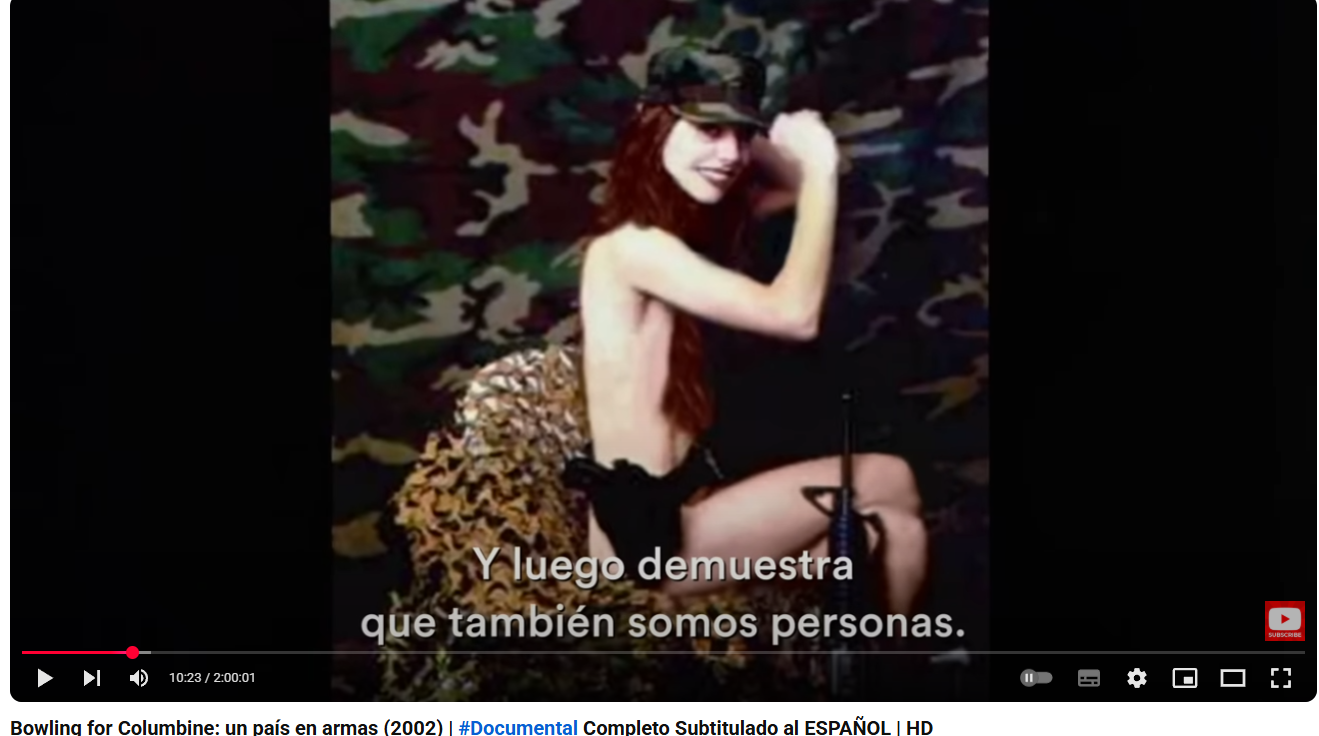 Y luego demuestra
que también somos personas.
SUBSCRIBE
10:23 / 2:00:01
Bowling for Columbine: un país en armas (2002) | #Documental Completo Subtitulado al ESPAÑOL | HD